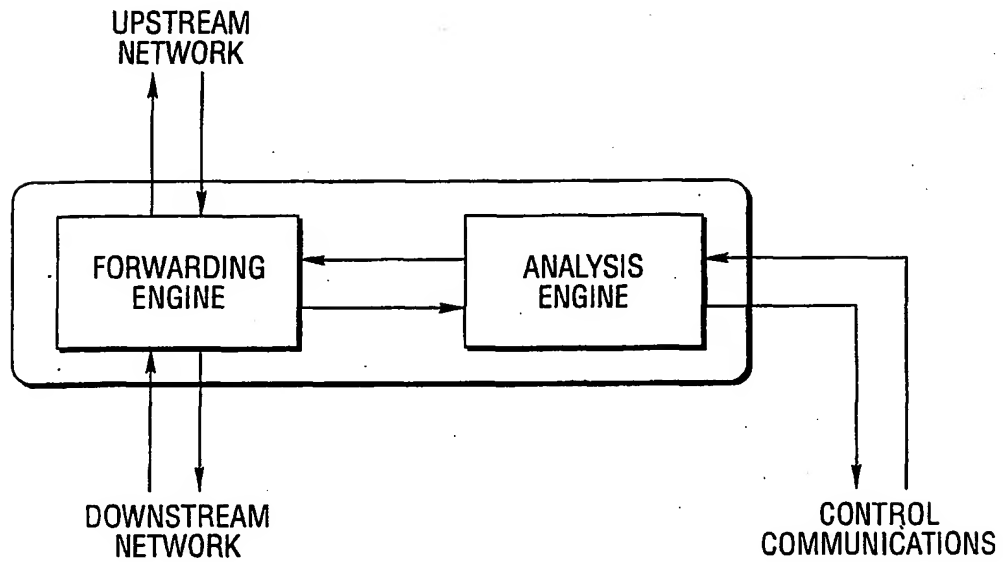 UPSTREAM
NETWORK
FORWARDING
ENGINE
ANALYSIS
ENGINE
DOWNSTREAM
NETWORK
CONTROL
COMMUNICATIONS